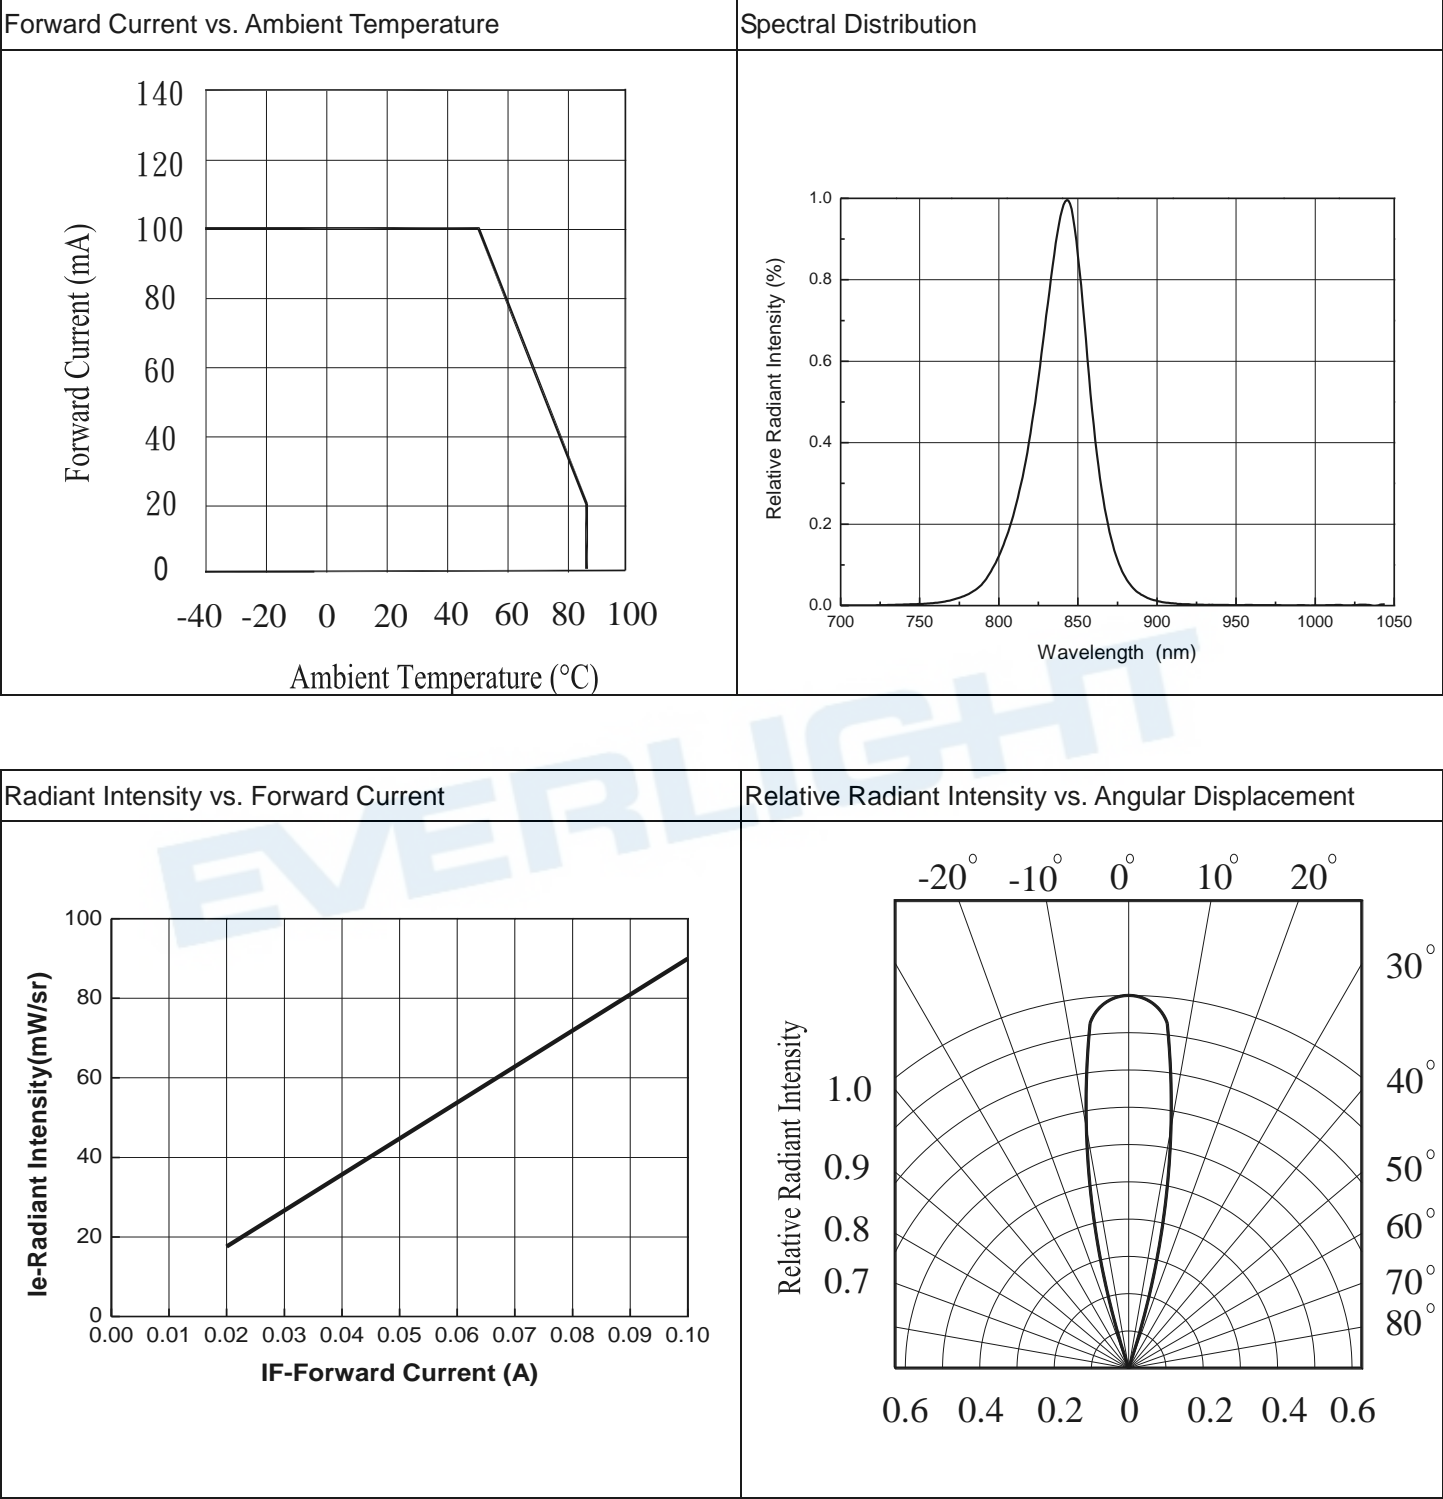 Forward Current vs. Ambient Temperature
140
120
100
80
60
40
20
0
Forward Current (mA)
-40 -20 0 20 40 60 80 100
Ambient Temperature (°C)
Spectral Distribution
1.0
0.8
0.6
0.4
0.2
0.0
Relative Radiant Intensity (%)
700 750 800 850 900 950 1000 1050
Wavelength (nm)
EVERLIGHT
Radiant Intensity vs. Forward Current
100
80
60
40
20
0
Ie-Radiant Intensity(mW/sr)
0.00 0.01 0.02 0.03 0.04 0.05 0.06 0.07 0.08 0.09 0.10
IF-Forward Current (A)
Relative Radiant Intensity vs. Angular Displacement
-20° -10° 0° 10° 20°
30°
40°
50°
60°
70°
80°
Relative Radiant Intensity
1.0
0.9
0.8
0.7
0.6 0.4 0.2 0 0.2 0.4 0.6